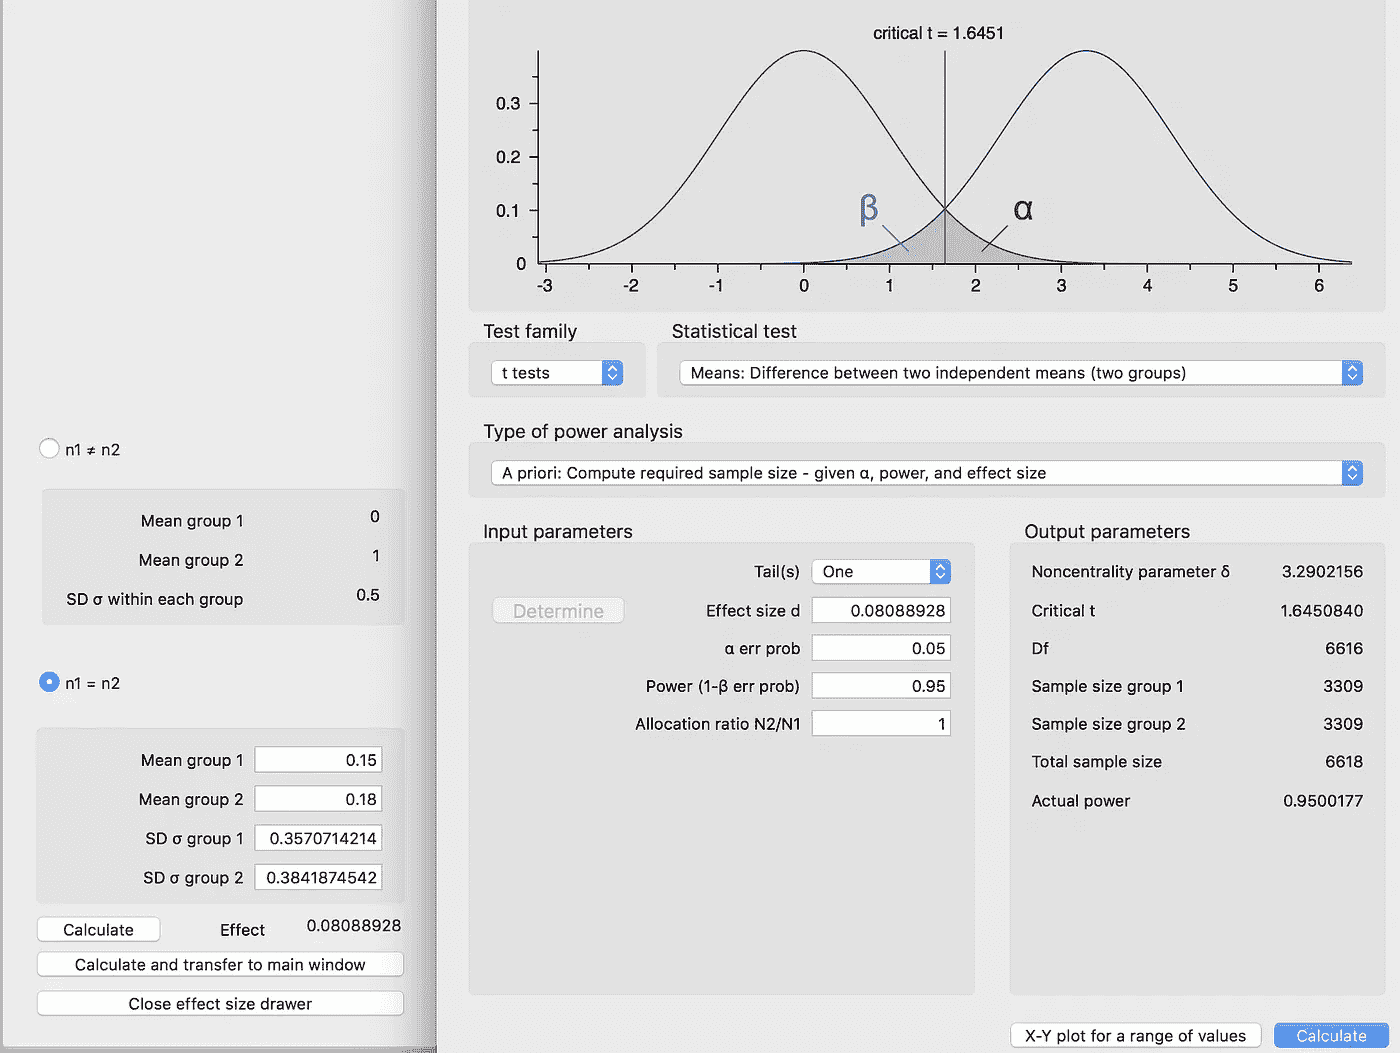 critical t = 1.6451
0.3
0.2
0.1
0
β
α
-3 -2 -1 0 1 2 3 4 5 6
Test family
Statistical test
t tests
Means: Difference between two independent means (two groups)
Type of power analysis
A priori: Compute required sample size - given α, power, and effect size
n1 ≠ n2
Mean group 1 0
Mean group 2 1
SD σ within each group 0.5
n1 = n2
Mean group 1 0.15
Mean group 2 0.18
SD σ group 1 0.3570714214
SD σ group 2 0.3841874542
Calculate Effect 0.08088928
Calculate and transfer to main window
Close effect size drawer
Input parameters
Tail(s) One
Determine Effect size d 0.08088928
α err prob 0.05
Power (1-β err prob) 0.95
Allocation ratio N2/N1 1
Output parameters
Noncentrality parameter δ 3.2902156
Critical t 1.6450840
Df 6616
Sample size group 1 3309
Sample size group 2 3309
Total sample size 6618
Actual power 0.9500177
X-Y plot for a range of values
Calculate